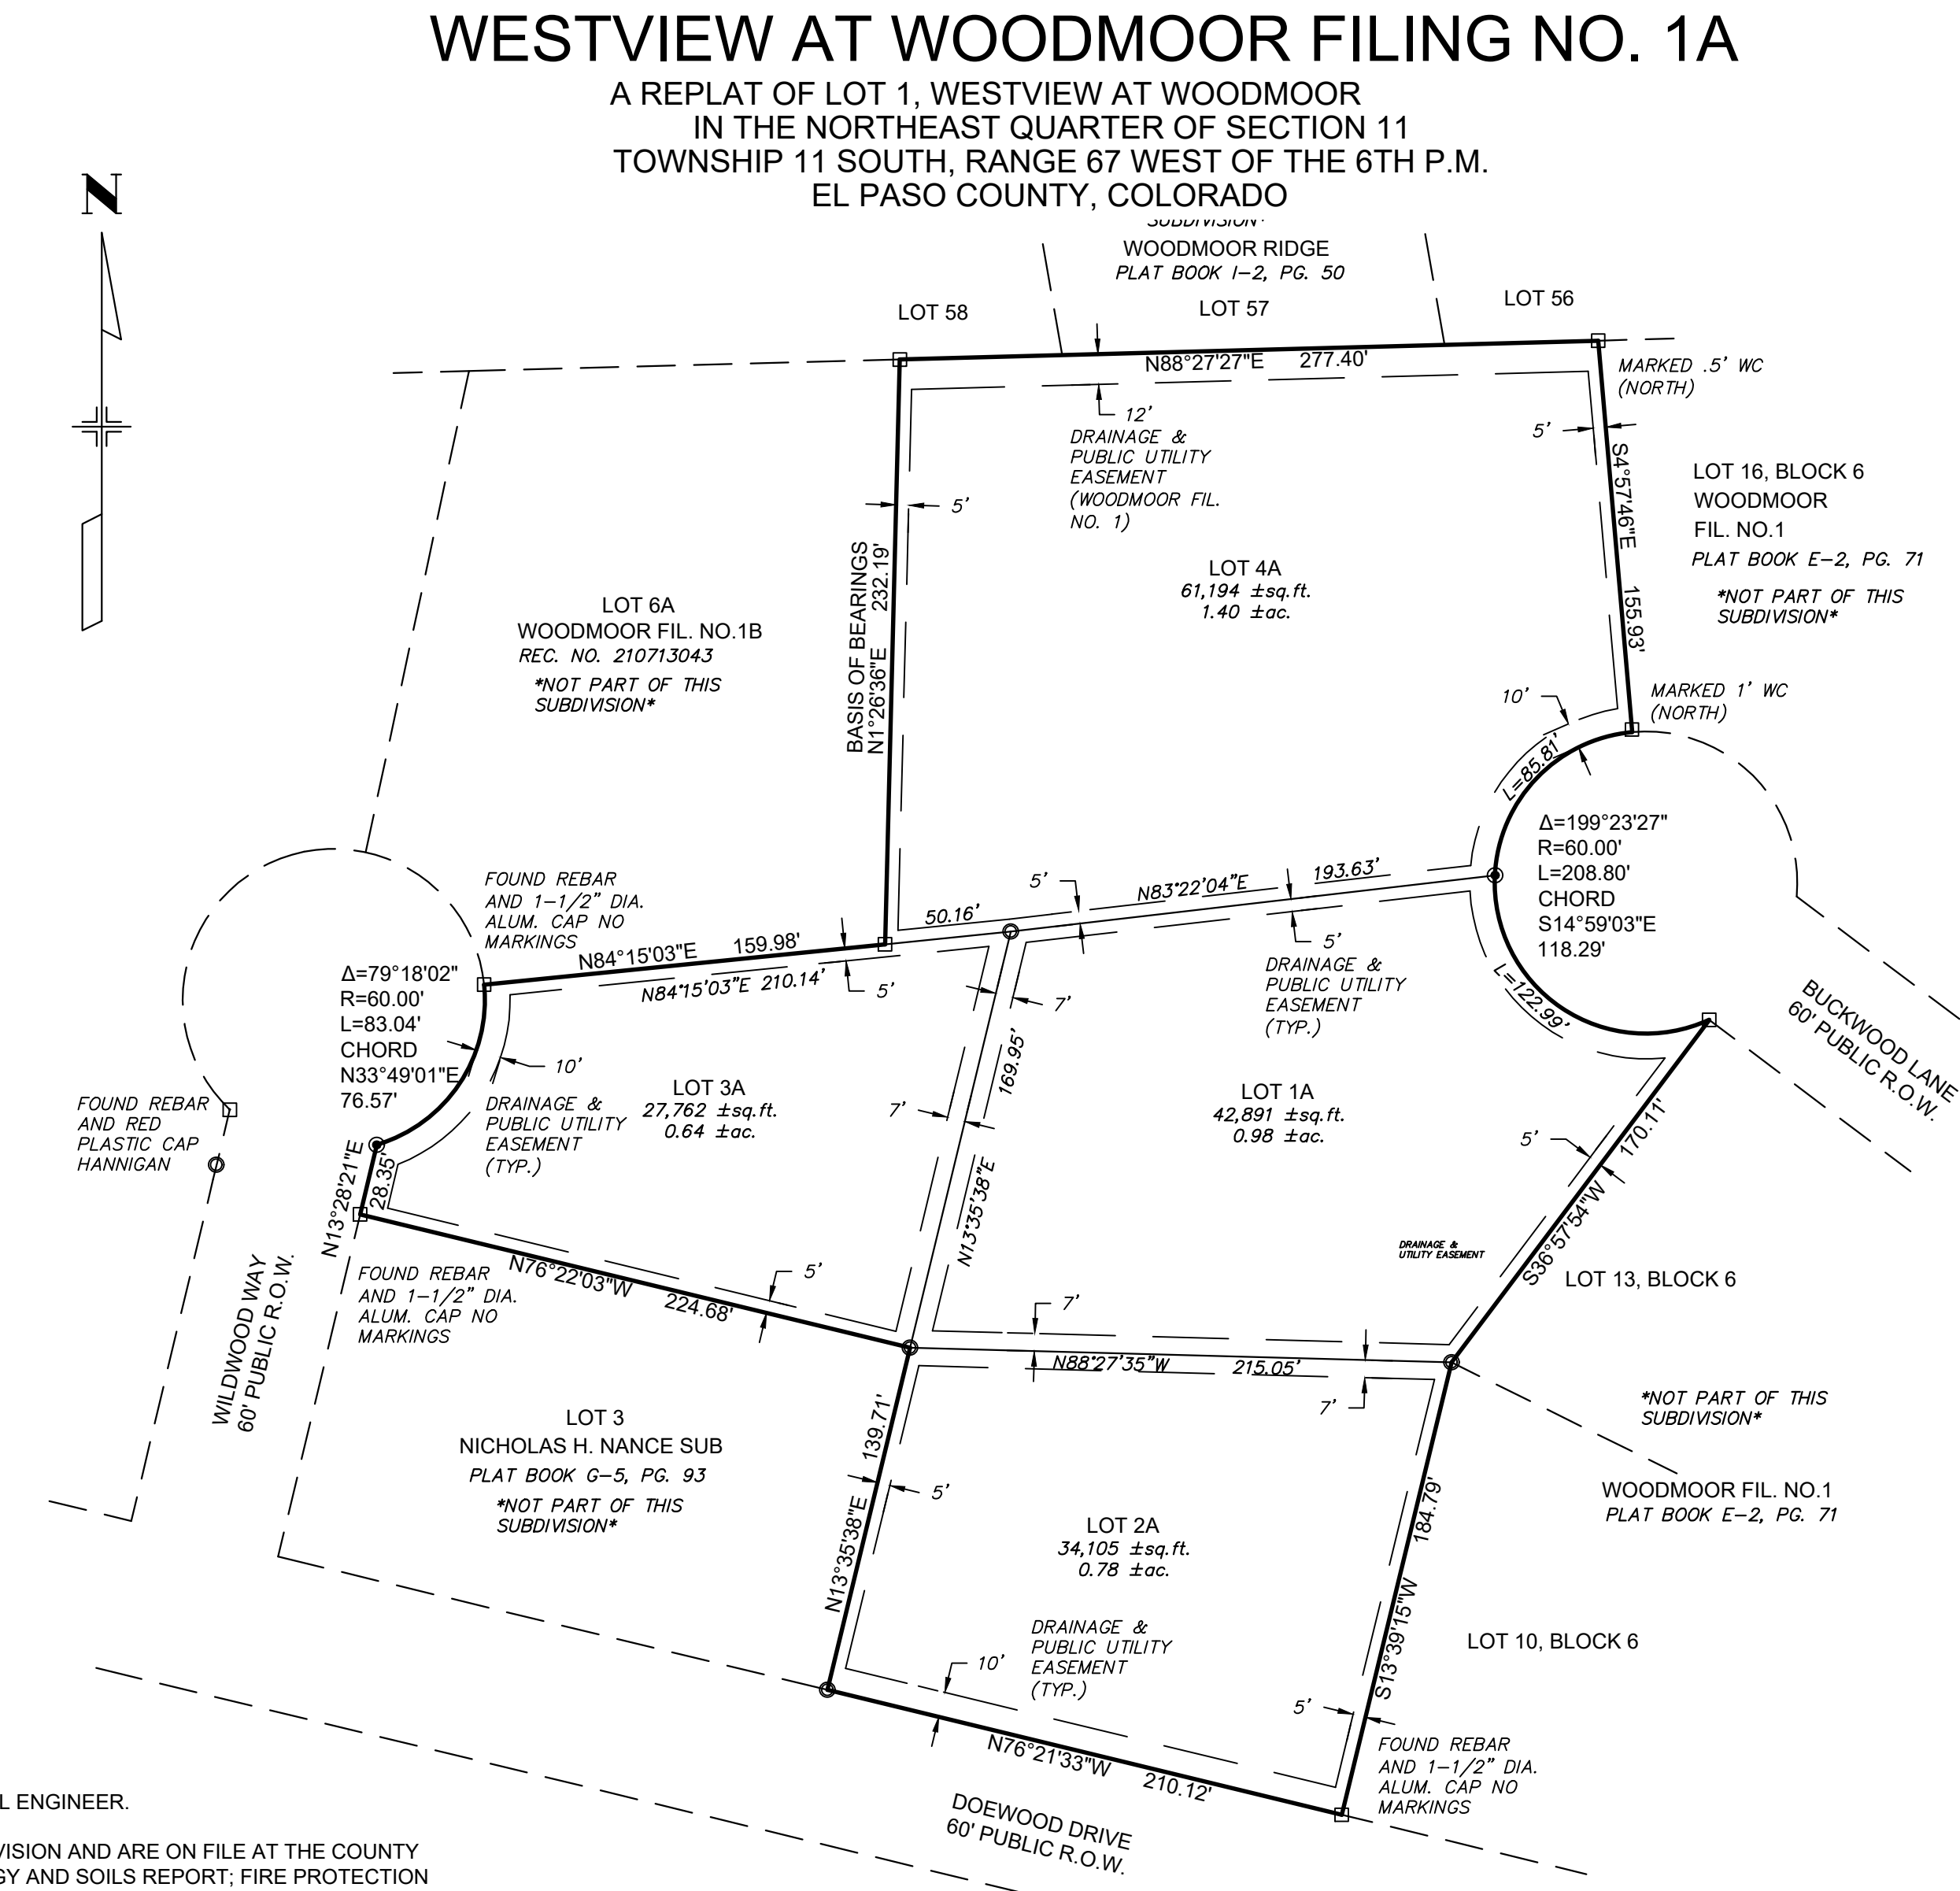 WESTVIEW AT WOODMOOR FILING NO. 1A
A REPLAT OF LOT 1, WESTVIEW AT WOODMOOR
IN THE NORTHEAST QUARTER OF SECTION 11
TOWNSHIP 11 SOUTH, RANGE 67 WEST OF THE 6TH P.M.
EL PASO COUNTY, COLORADO
N
SUBDIVISION*
WOODMOOR RIDGE
PLAT BOOK I-2, PG. 50
LOT 58
LOT 57
LOT 56
N88°27'27"E 277.40'
MARKED .5' WC
(NORTH)
12'
DRAINAGE &
PUBLIC UTILITY
EASEMENT
(WOODMOOR FIL.
NO. 1)
5'
S4°57'46"E 155.93'
LOT 16, BLOCK 6
WOODMOOR
FIL. NO.1
PLAT BOOK E-2, PG. 71
*NOT PART OF THIS
SUBDIVISION*
5'
BASIS OF BEARINGS
N1°26'36"E 232.19'
LOT 4A
61,194 ±sq.ft.
1.40 ±ac.
LOT 6A
WOODMOOR FIL. NO.1B
REC. NO. 210713043
*NOT PART OF THIS
SUBDIVISION*
10'
MARKED 1' WC
(NORTH)
L=85.81'
Δ=199°23'27"
R=60.00'
L=208.80'
CHORD
S14°59'03"E
118.29'
L=122.99'
FOUND REBAR
AND 1-1/2" DIA.
ALUM. CAP NO
MARKINGS
5'
N83°22'04"E 193.63'
50.16'
N84°15'03"E 159.98'
N84°15'03"E 210.14'
5'
5'
DRAINAGE &
PUBLIC UTILITY
EASEMENT
(TYP.)
7'
BUCKWOOD LANE
60' PUBLIC R.O.W.
Δ=79°18'02"
R=60.00'
L=83.04'
CHORD
N33°49'01"E
76.57'
10'
DRAINAGE &
PUBLIC UTILITY
EASEMENT
(TYP.)
LOT 3A
27,762 ±sq.ft.
0.64 ±ac.
7'
N13°35'38"E 169.95'
LOT 1A
42,891 ±sq.ft.
0.98 ±ac.
5'
S36°57'54"W 170.11'
FOUND REBAR
AND RED
PLASTIC CAP
HANNIGAN
N13°28'21"E
28.35'
DRAINAGE &
UTILITY EASEMENT
LOT 13, BLOCK 6
WILDWOOD WAY
60' PUBLIC R.O.W.
FOUND REBAR
AND 1-1/2" DIA.
ALUM. CAP NO
MARKINGS
N76°22'03"W 224.68'
5'
7'
N88°27'35"W 215.05'
7'
*NOT PART OF THIS
SUBDIVISION*
WOODMOOR FIL. NO.1
PLAT BOOK E-2, PG. 71
LOT 3
NICHOLAS H. NANCE SUB
PLAT BOOK G-5, PG. 93
*NOT PART OF THIS
SUBDIVISION*
N13°35'38"E 139.71'
5'
LOT 2A
34,105 ±sq.ft.
0.78 ±ac.
S13°39'15"W 184.79'
DRAINAGE &
PUBLIC UTILITY
EASEMENT
(TYP.)
10'
LOT 10, BLOCK 6
5'
FOUND REBAR
AND 1-1/2" DIA.
ALUM. CAP NO
MARKINGS
N76°21'33"W 210.12'
DOEWOOD DRIVE
60' PUBLIC R.O.W.
L ENGINEER.
VISION AND ARE ON FILE AT THE COUNTY
GY AND SOILS REPORT; FIRE PROTECTION